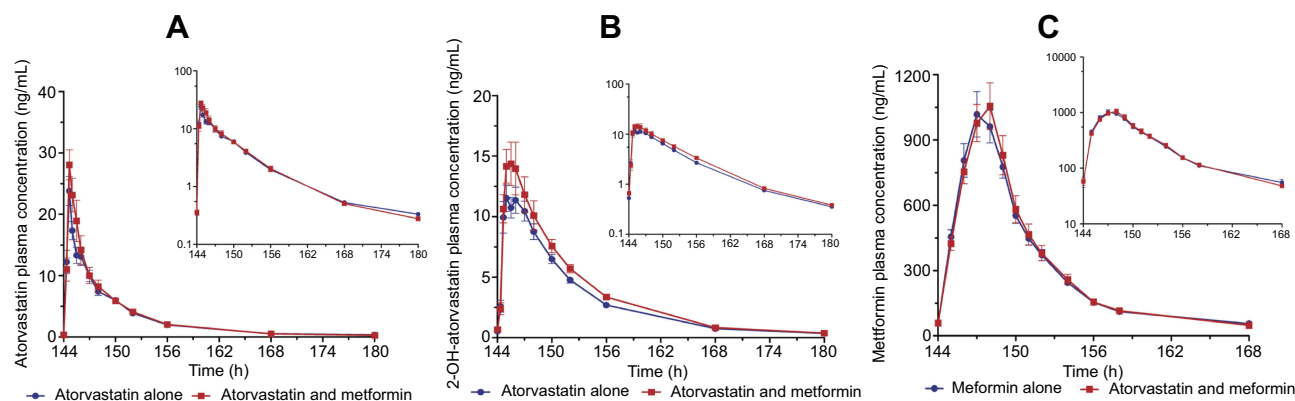 A
Atorvastatin plasma concentration (ng/mL)
40
30
20
10
0
144 150 156 162 168 174 180
Time (h)
100
10
1
0.1
144 150 156 162 168 174 180
Atorvastatin alone Atorvastatin and metformin
B
2-OH-atorvastatin plasma concentration (ng/mL)
20
15
10
5
0
144 150 156 162 168 174 180
Time (h)
100
10
1
0.1
144 150 156 162 168 174 180
Atorvastatin alone Atorvastatin and metformin
C
Metformin plasma concentration (ng/mL)
1200
900
600
300
0
144 150 156 162 168
Time (h)
10000
1000
100
10
144 150 156 162 168
Meformin alone Atorvastatin and metformin